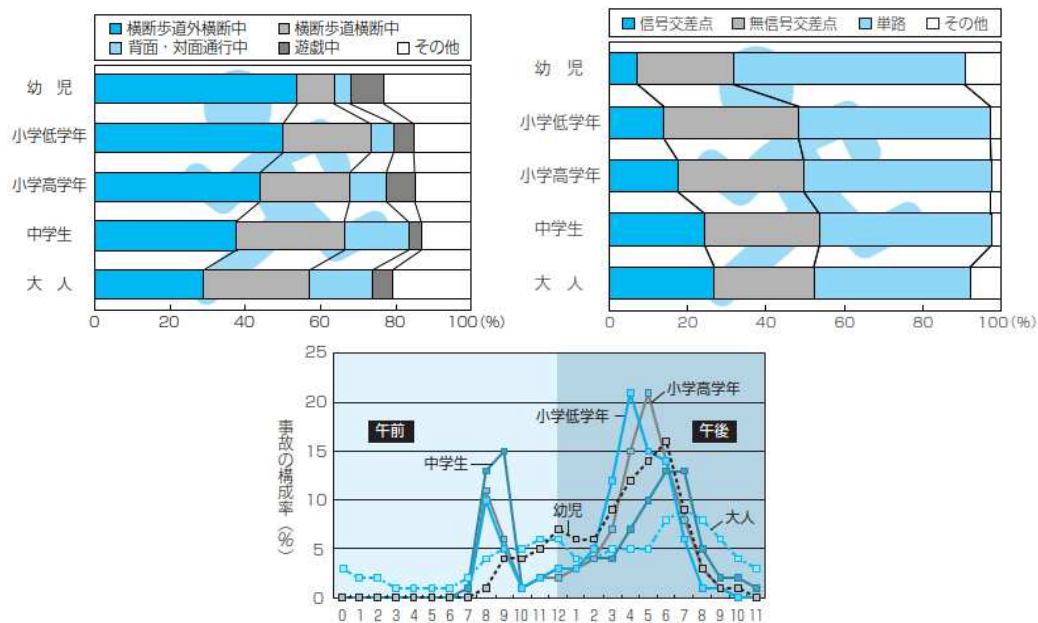 横断歩道外横断中 横断歩道横断中
背面・対面通行中 遊戯中 その他
幼 児
小学低学年
小学高学年
中学生
大 人
0 20 40 60 80 100(%)
信号交差点 無信号交差点 単路 その他
幼 児
小学低学年
小学高学年
中学生
大 人
0 20 40 60 80 100(%)
事故の構成率(%)
25
20
15
10
5
0
午前
午後
中学生
小学低学年
小学高学年
幼児
大人
0 1 2 3 4 5 6 7 8 9 10 11 12 1 2 3 4 5 6 7 8 9 10 11